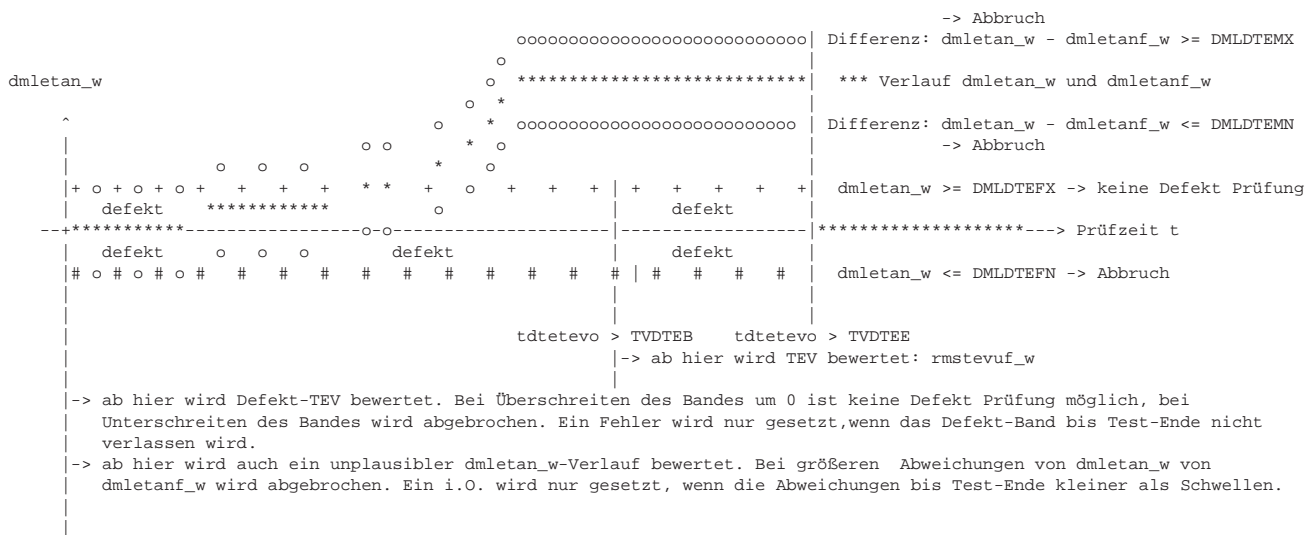 -> Abbruch
ooooooooooooooooooooooooooooo| Differenz: dmletan_w - dmletanf_w >= DMLDTEMX
o |
dmletan_w o ****************************| *** Verlauf dmletan_w und dmletanf_w
o * |
^ o * ooooooooooooooooooooooooooo | Differenz: dmletan_w - dmletanf_w <= DMLDTEMN
| o o * o | -> Abbruch
| o o o * o |
|+ o + o + o + + + + * * + o + + + | + + + + +| dmletan_w >= DMLDTEFX -> keine Defekt Prüfung
| defekt ************ o | defekt |
--+***********-----------------o-o---------------------|------------------|********************---> Prüfzeit t
| defekt o o o defekt | defekt |
|# o # o # o # # # # # # # # # # # | # # # # | dmletan_w <= DMLDTEFN -> Abbruch
| | |
| | |
| tdtetevo > TVDTEB tdtetevo > TVDTEE
| |-> ab hier wird TEV bewertet: rmstevuf_w
| |
|-> ab hier wird Defekt-TEV bewertet. Bei Überschreiten des Bandes um 0 ist keine Defekt Prüfung möglich, bei
| Unterschreiten des Bandes wird abgebrochen. Ein Fehler wird nur gesetzt,wenn das Defekt-Band bis Test-Ende nicht
| verlassen wird.
|-> ab hier wird auch ein unplausibler dmletan_w-Verlauf bewertet. Bei größeren Abweichungen von dmletan_w von
| dmletanf_w wird abgebrochen. Ein i.O. wird nur gesetzt, wenn die Abweichungen bis Test-Ende kleiner als Schwellen.
|
|